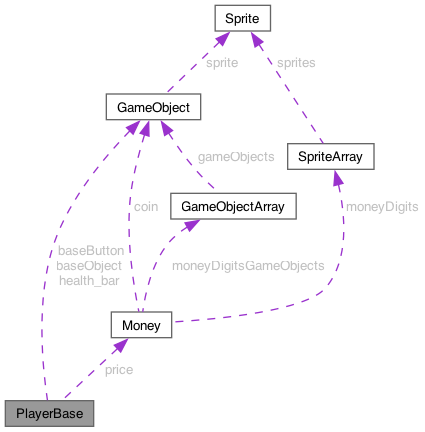 Sprite
sprite
sprites
GameObject
gameObjects
SpriteArray
coin
GameObjectArray
moneyDigits
baseButton
baseObject
health_bar
moneyDigitsGameObjects
Money
price
PlayerBase